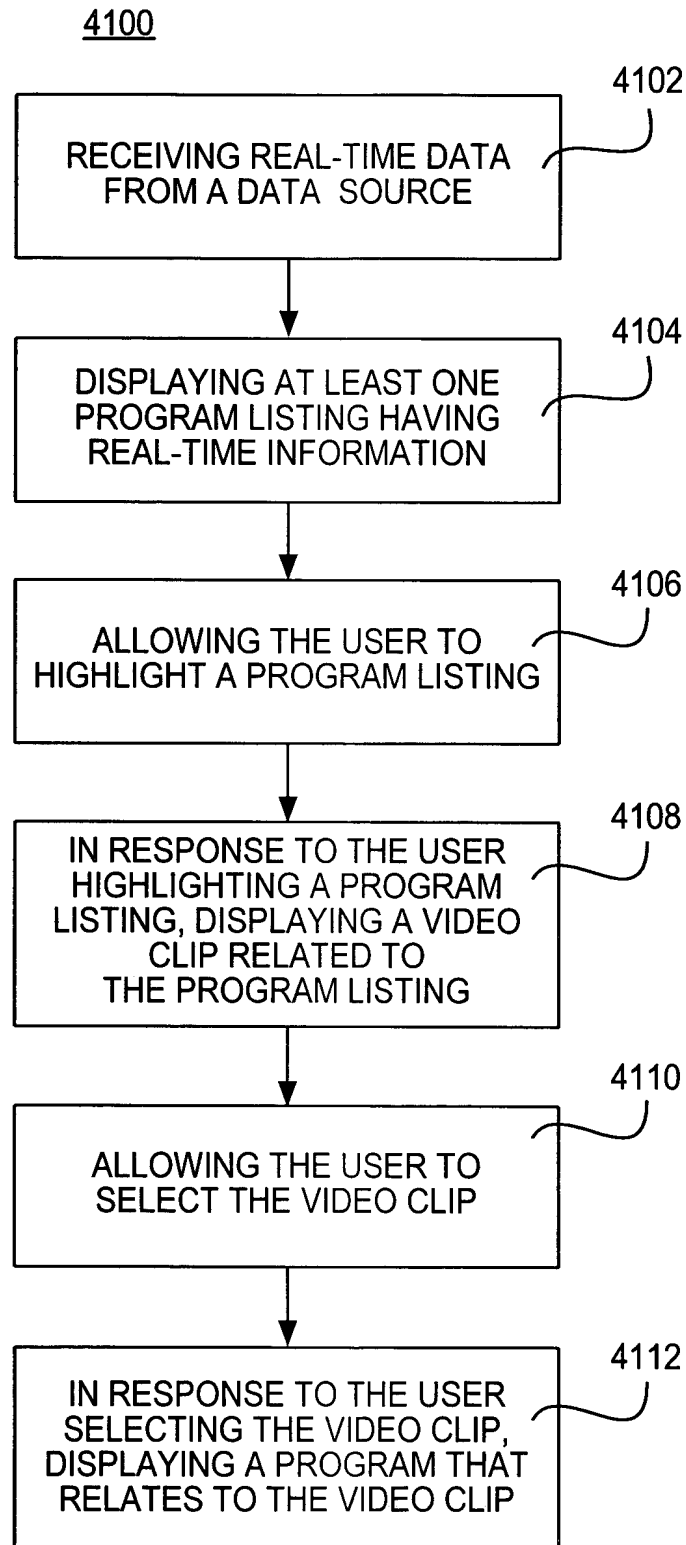 4100
4102
RECEIVING REAL-TIME DATA
FROM A DATA SOURCE
4104
DISPLAYING AT LEAST ONE
PROGRAM LISTING HAVING
REAL-TIME INFORMATION
4106
ALLOWING THE USER TO
HIGHLIGHT A PROGRAM LISTING
4108
IN RESPONSE TO THE USER
HIGHLIGHTING A PROGRAM
LISTING, DISPLAYING A VIDEO
CLIP RELATED TO
THE PROGRAM LISTING
4110
ALLOWING THE USER TO
SELECT THE VIDEO CLIP
4112
IN RESPONSE TO THE USER
SELECTING THE VIDEO CLIP,
DISPLAYING A PROGRAM THAT
RELATES TO THE VIDEO CLIP